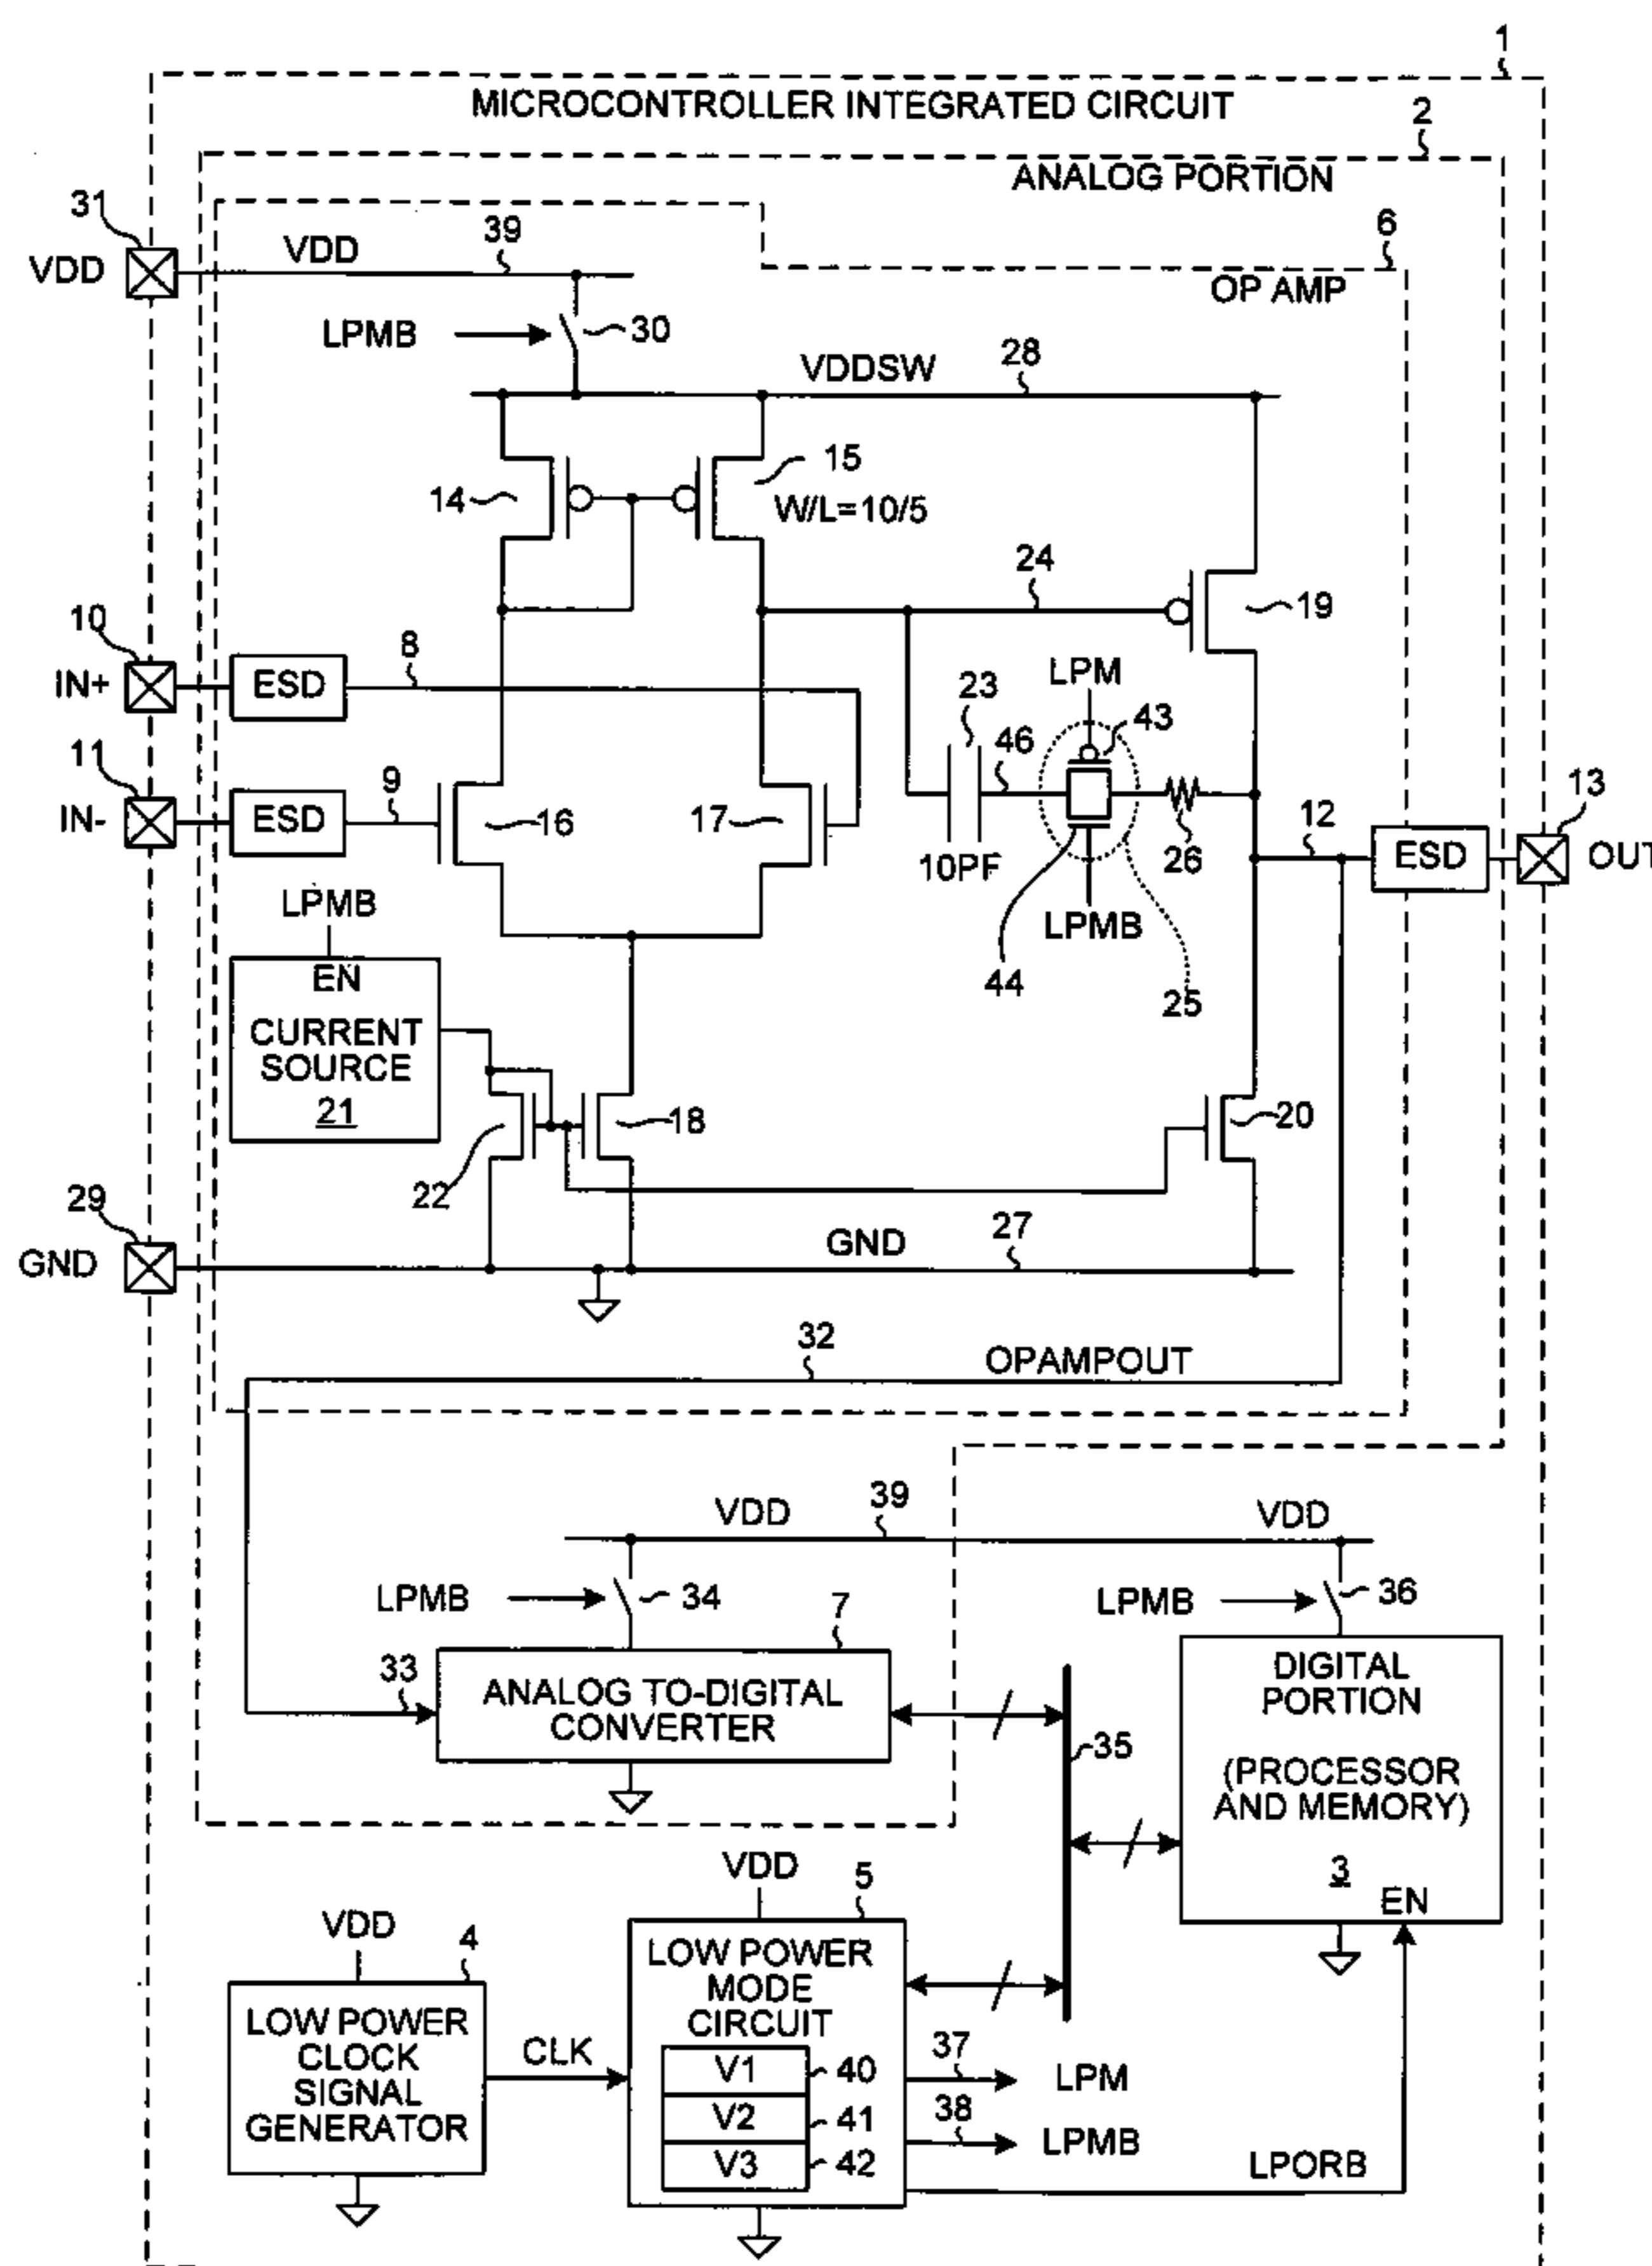 1
MICROCONTROLLER INTEGRATED CIRCUIT
2
ANALOG PORTION
31
VDD
VDD
39
6
OP AMP
LPMB
30
VDDSW
28
14
15
W/L=10/5
24
19
10
IN+
ESD
8
LPM
23
46
43
11
IN-
ESD
9
16
17
10PF
26
12
ESD
13
OUT
LPMB
LPMB
44
25
EN
CURRENT
SOURCE
21
22
18
20
29
GND
GND
27
32
OPAMPOUT
VDD
39
VDD
LPMB
34
LPMB
36
7
33
ANALOG TO-DIGITAL
CONVERTER
35
DIGITAL
PORTION
(PROCESSOR
AND MEMORY)
3
EN
VDD
5
VDD
4
LOW POWER
MODE
CIRCUIT
LOW POWER
CLOCK
SIGNAL
GENERATOR
CLK
V1
40
V2
41
V3
42
37
LPM
38
LPMB
LPORB